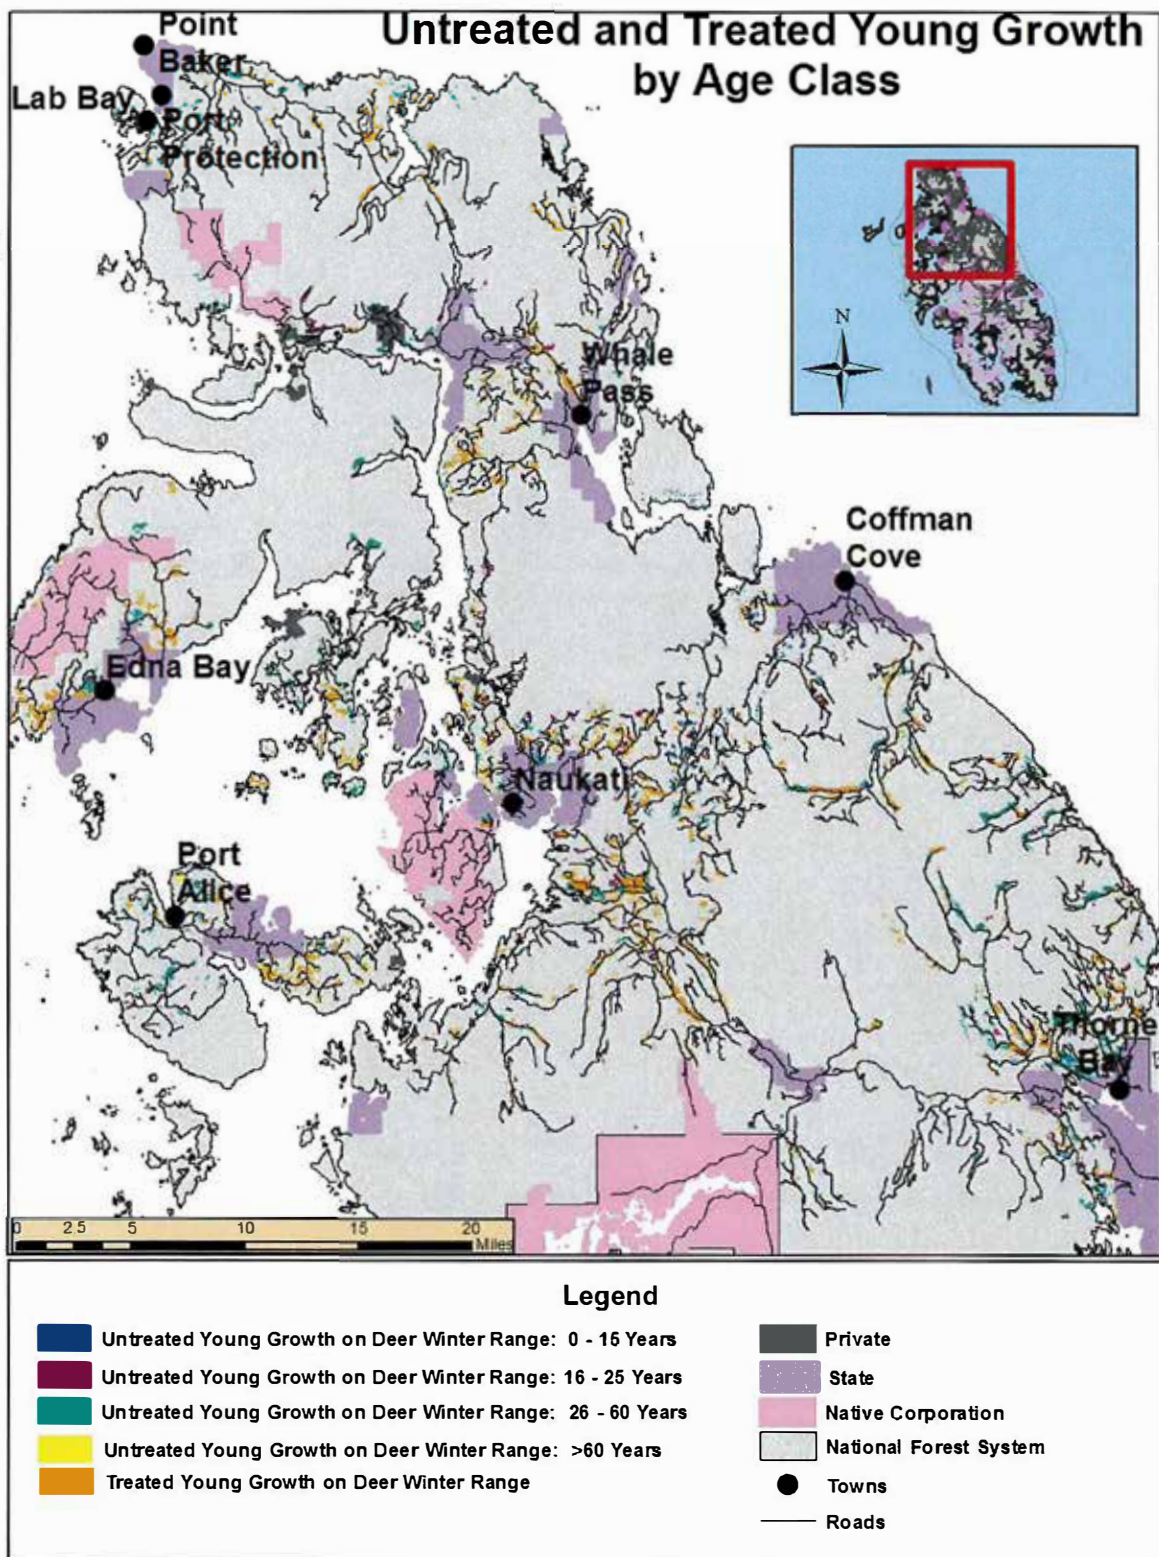 Untreated and Treated Young Growth
by Age Class
Point
Baker
Lab Bay
Port
Protection
N
Whale
Pass
Coffman
Cove
Edna Bay
Naukati
Port
Alice
Thorne
Bay
0 2.5 5 10 15 20
Miles
Legend
Untreated Young Growth on Deer Winter Range: 0 - 15 Years
Untreated Young Growth on Deer Winter Range: 16 - 25 Years
Untreated Young Growth on Deer Winter Range: 26 - 60 Years
Untreated Young Growth on Deer Winter Range: >60 Years
Treated Young Growth on Deer Winter Range
Private
State
Native Corporation
National Forest System
Towns
Roads